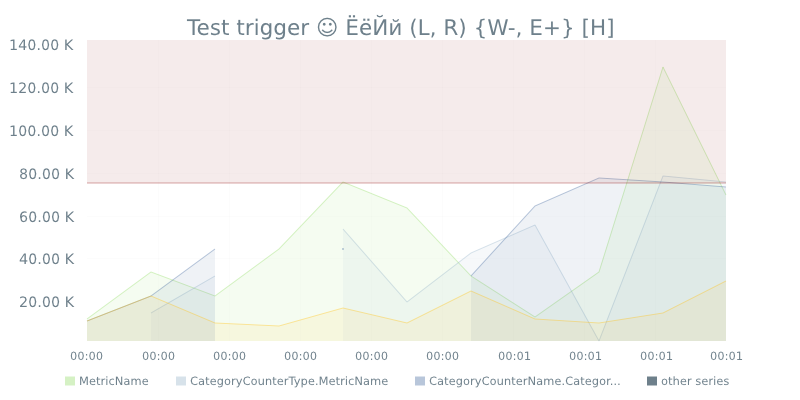 Test trigger ☺ ЁёЙй (L, R) {W-, E+} [H]
140.00 K
120.00 K
100.00 K
80.00 K
60.00 K
40.00 K
20.00 K
00:00 00:00 00:00 00:00 00:00 00:00 00:01 00:01 00:01 00:01
MetricName CategoryCounterType.MetricName CategoryCounterName.Categor... other series